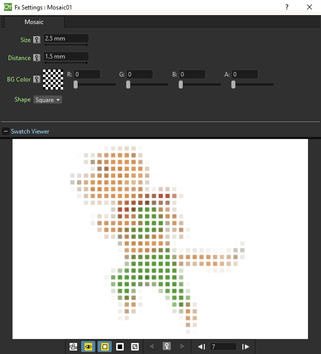 Fx Settings : Mosaic01
Mosaic
Size 2.5 mm
Distance 1.5 mm
BG Color R: 0 G: 0 B: 0 A: 0
Shape Square
Swatch Viewer
7